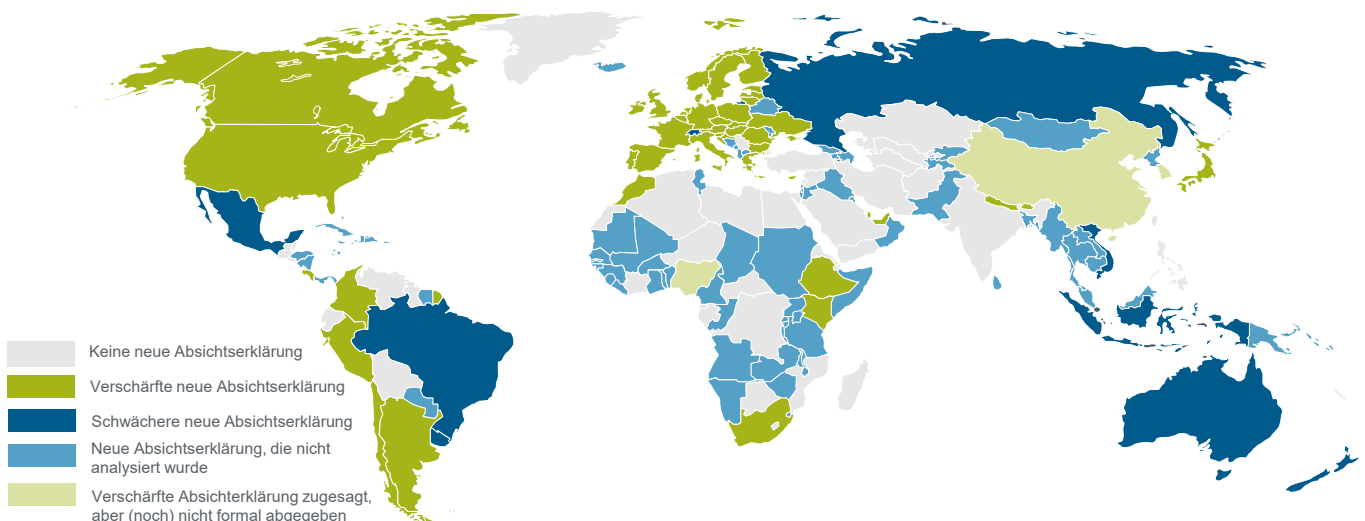 Keine neue Absichtserklärung
Verschärfte neue Absichtserklärung
Schwächere neue Absichtserklärung
Neue Absichtserklärung, die nicht
analysiert wurde
Verschärfte Absichterklärung zugesagt,
aber (noch) nicht formal abgegeben